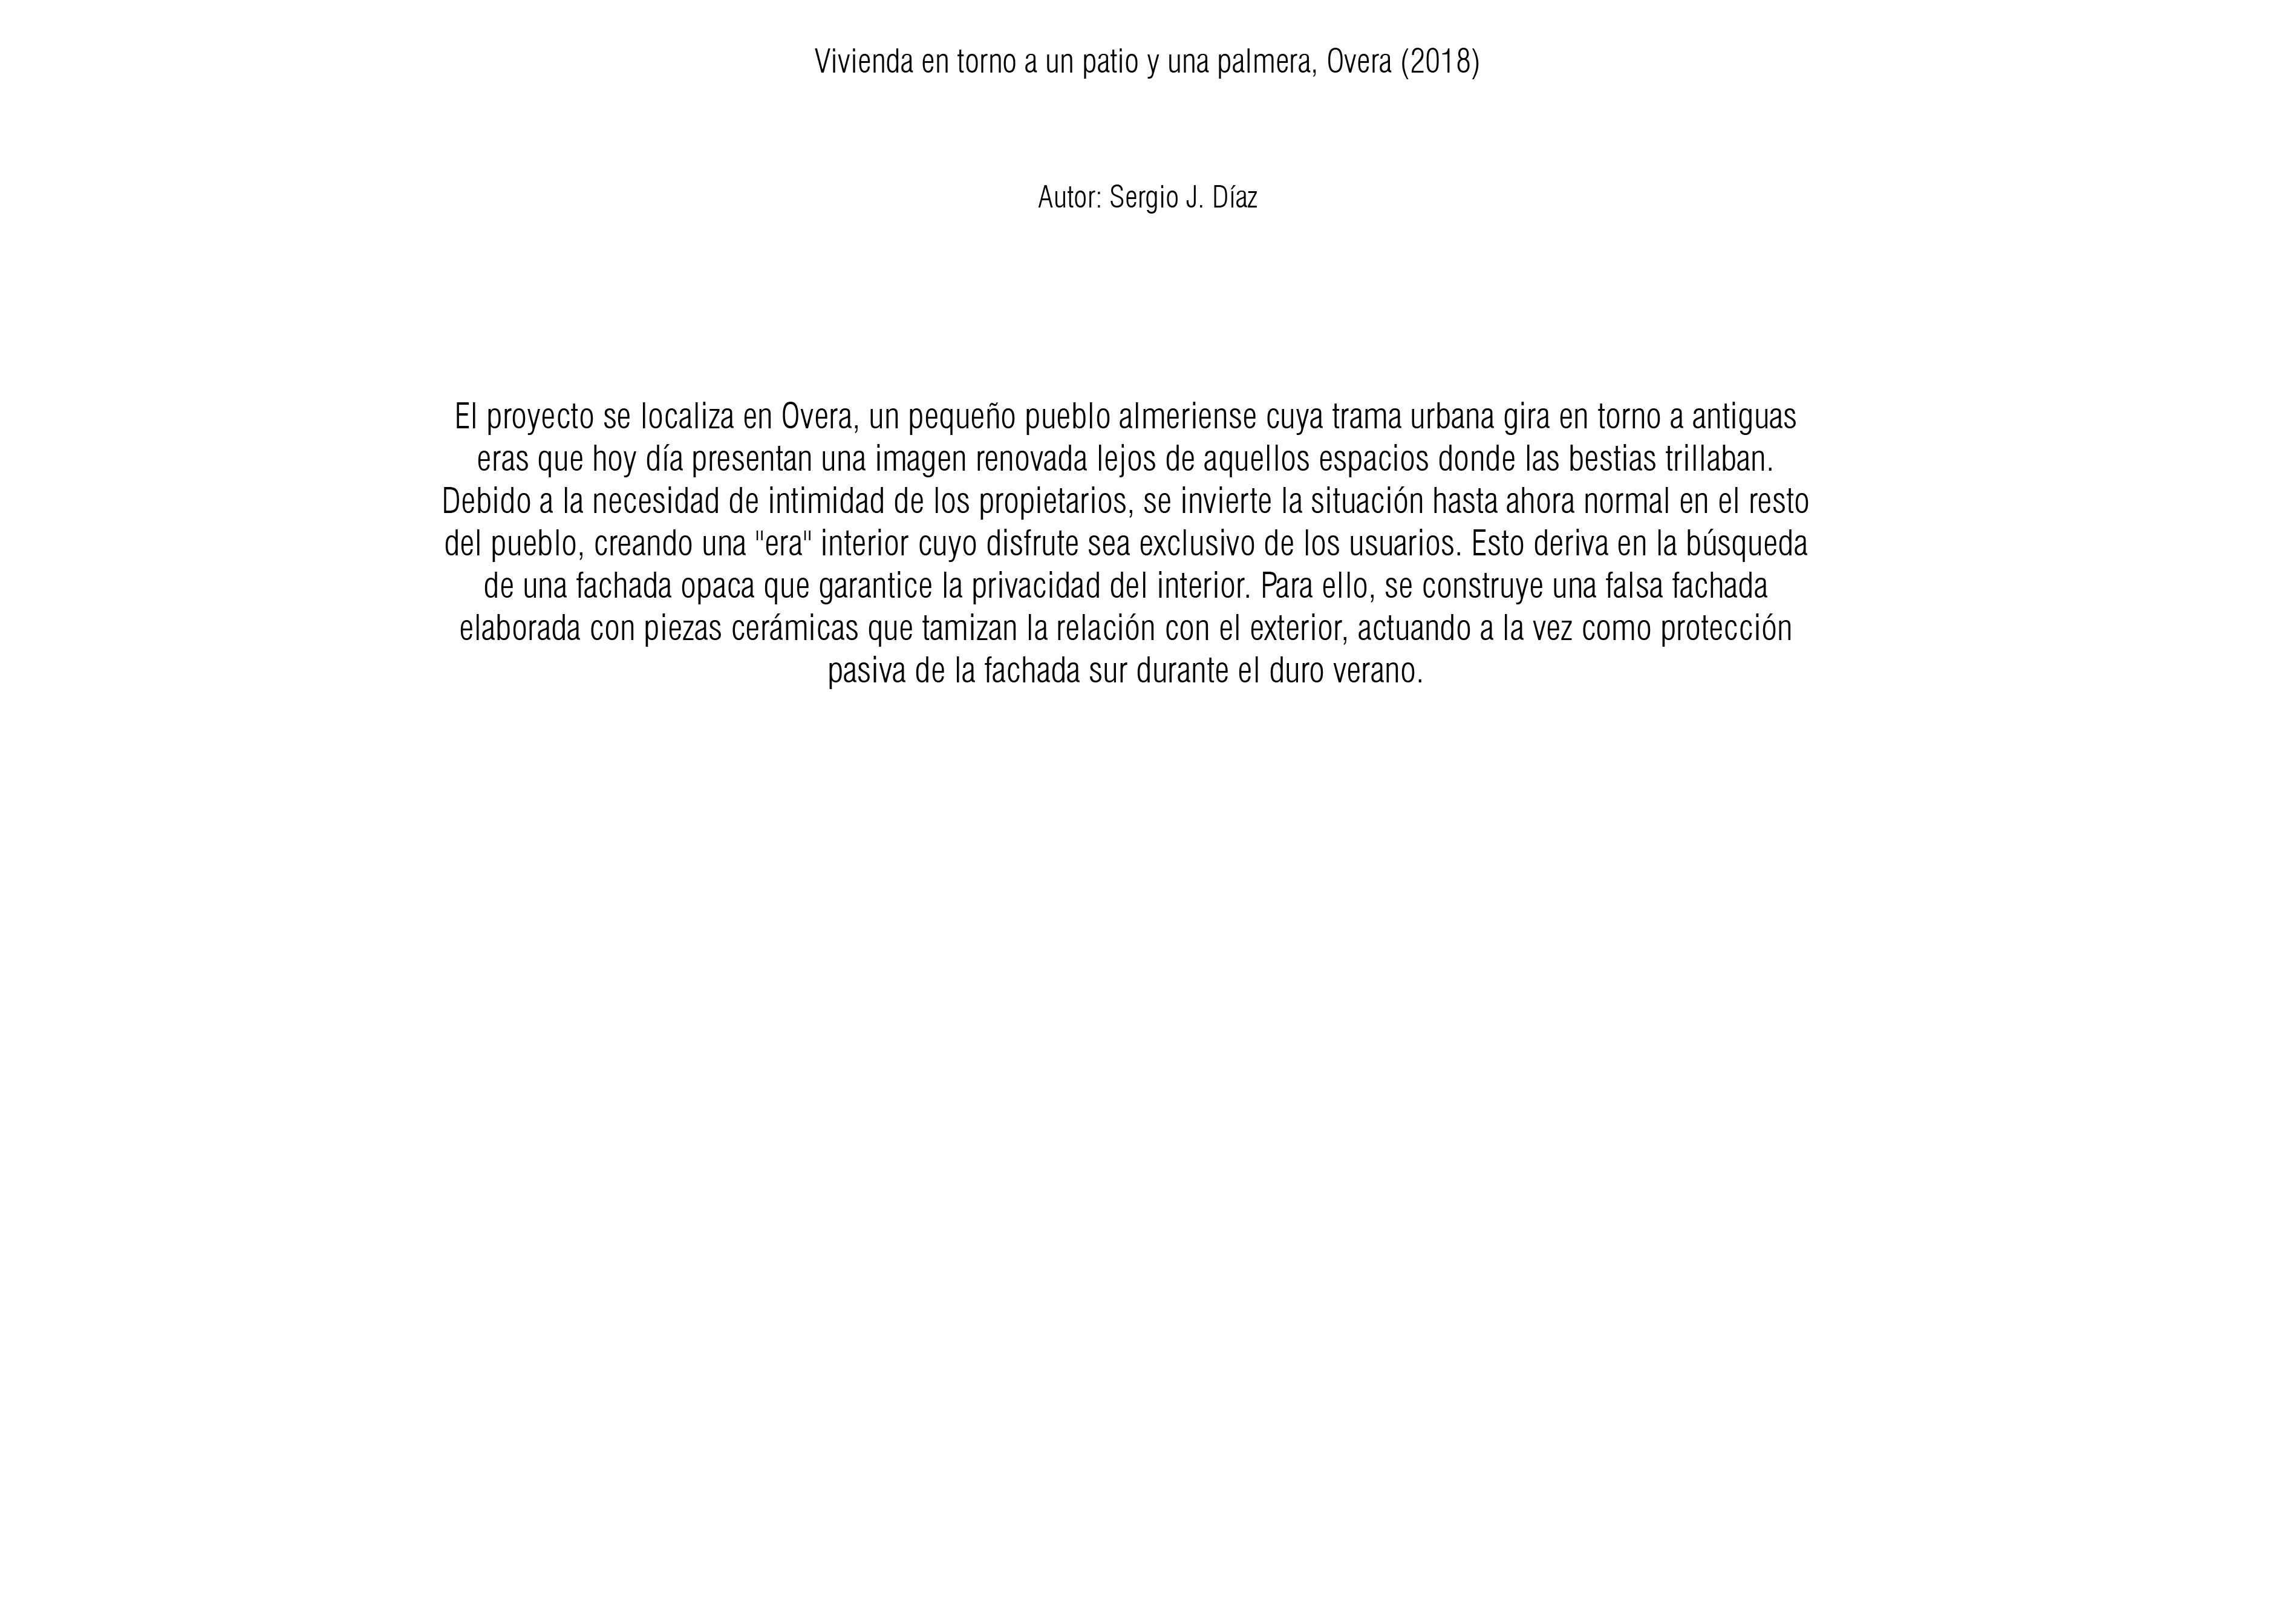 Vivienda en torno a un patio y una palmera, Overa (2018)
Autor: Sergio J. Díaz
El proyecto se localiza en Overa, un pequeño pueblo almeriense cuya trama urbana gira en torno a antiguas
eras que hoy día presentan una imagen renovada lejos de aquellos espacios donde las bestias trillaban.
Debido a la necesidad de intimidad de los propietarios, se invierte la situación hasta ahora normal en el resto
del pueblo, creando una "era" interior cuyo disfrute sea exclusivo de los usuarios. Esto deriva en la búsqueda
de una fachada opaca que garantice la privacidad del interior. Para ello, se construye una falsa fachada
elaborada con piezas cerámicas que tamizan la relación con el exterior, actuando a la vez como protección
pasiva de la fachada sur durante el duro verano.